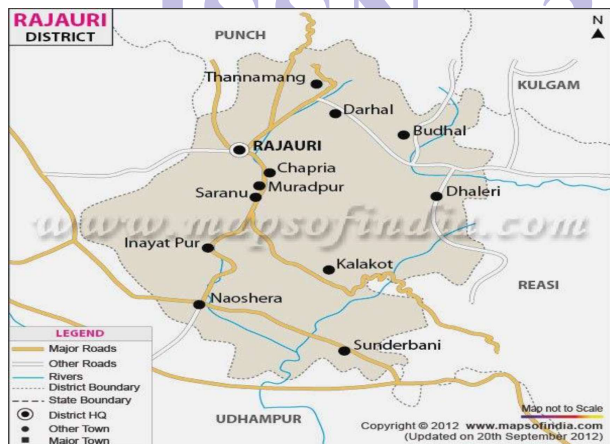 RAJAURI
DISTRICT
PUNCH
N
KULGAM
Thannamang
Darhal
Budhal
RAJAURI
Chapria
Muradpur
Saranu
Dhaleri
www.mapsofindia.com
Inayat Pur
Kalakot
REASI
Naoshera
Sunderbani
LEGEND
Major Roads
Other Roads
Rivers
District Boundary
State Boundary
District HQ
Other Town
Major Town
UDHAMPUR
Map not to Scale
Copyright © 2012 www.mapsofindia.com
(Updated on 20th September 2012)